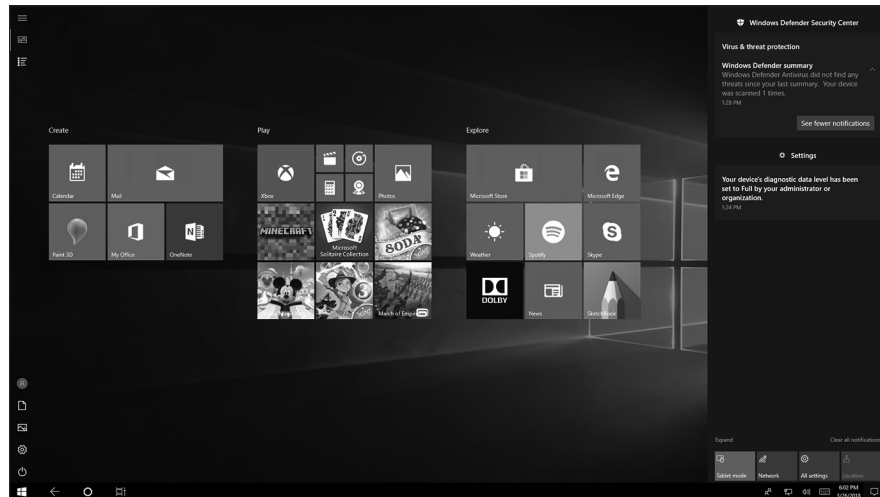 Windows Defender Security Center
Virus & threat protection
Windows Defender summary
Windows Defender Antivirus did not find any
threats since your last summary. Your device
was scanned 1 times.
1:28 PM
See fewer notifications
Settings
Your device's diagnostic data level has been
set to Full by your administrator or
organization.
1:24 PM
Create
Play
Explore
Calendar
Mail
Xbox
Photos
Microsoft Store
Microsoft Edge
Paint 3D
My Office
OneNote
MINECRAFT
Microsoft
Solitaire Collection
SODA
Weather
Spotify
Skype
3
March of Empires
DOLBY
News
SketchBook
Expand
Clear all notifications
Tablet mode
Network
All settings
Location
6:02 PM
5/26/2018